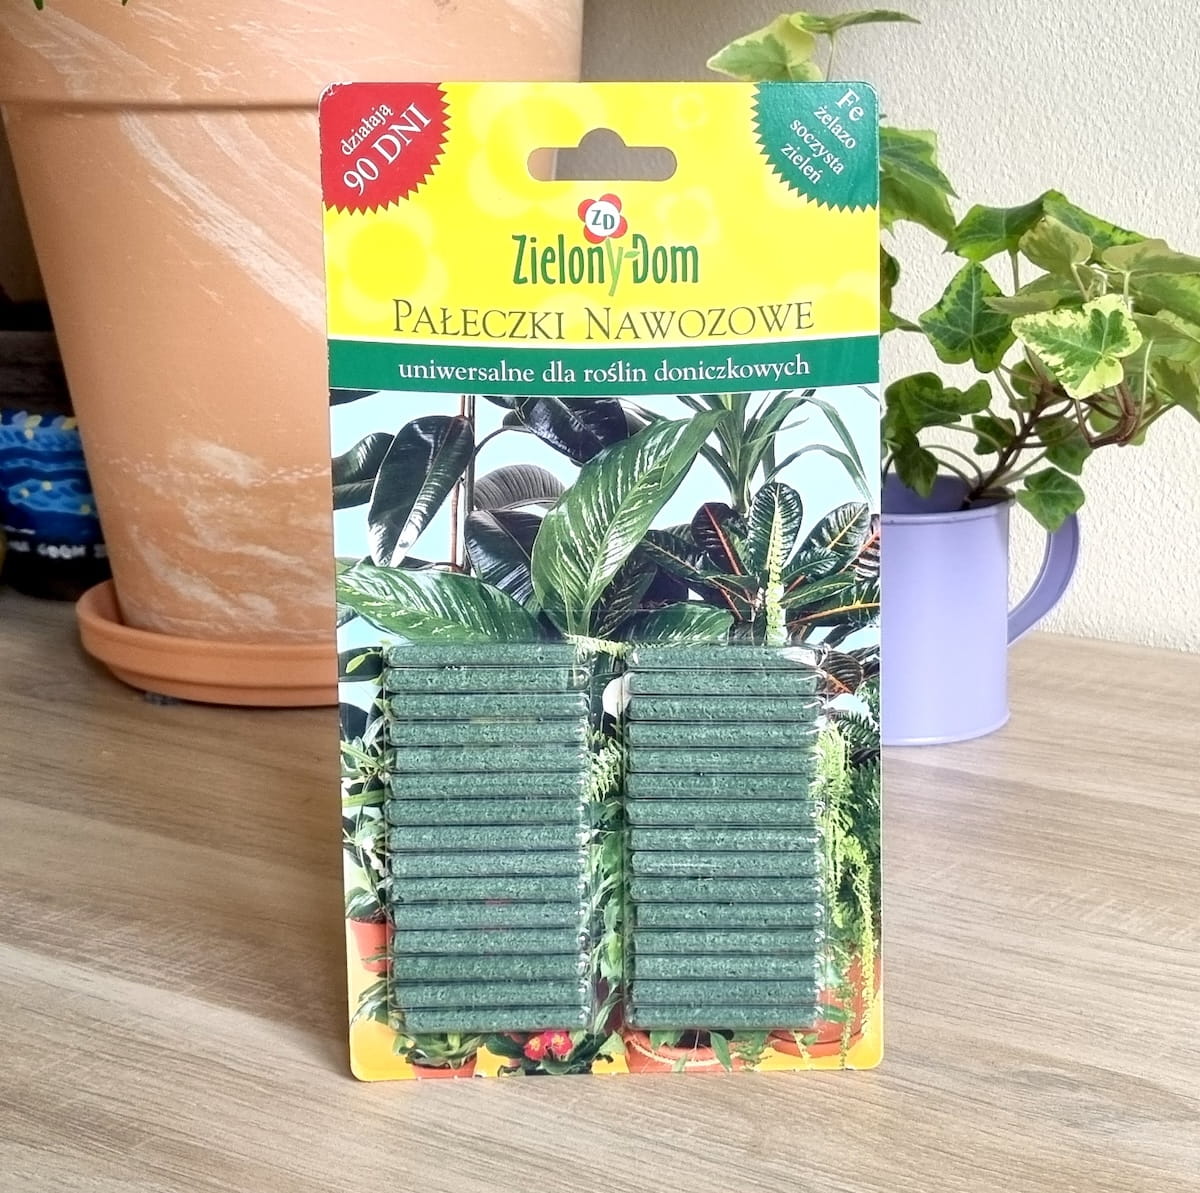 działają
90 DNI
Fe
żelazo
soczysta
zieleń
ZD
Zielony Dom
PAŁECZKI NAWOZOWE
uniwersalne dla roślin doniczkowych